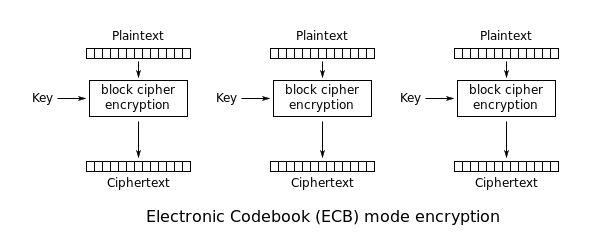 Plaintext Plaintext Plaintext
Key block cipher encryption Key block cipher encryption Key block cipher encryption
Ciphertext Ciphertext Ciphertext
Electronic Codebook (ECB) mode encryption